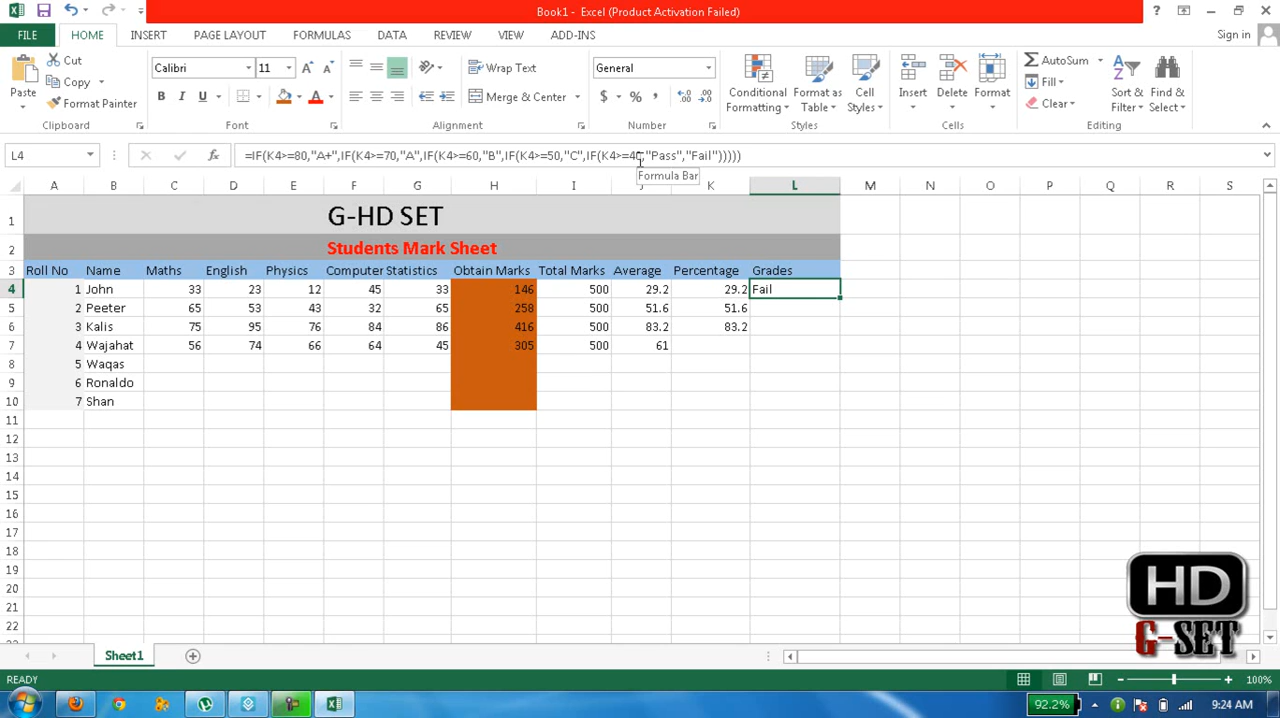 Book1 - Excel (Product Activation Failed)
FILE HOME INSERT PAGE LAYOUT FORMULAS DATA REVIEW VIEW ADD-INS Sign in
Cut
Copy
Format Painter
Paste
Calibri 11
B I U
Wrap Text
Merge & Center
General
$ % ,
Conditional Formatting
Format as Table
Cell Styles
Insert Delete Format
AutoSum
Fill
Clear
Sort & Filter
Find & Select
Clipboard Font Alignment Number Styles Cells Editing
L4 fx =IF(K4>=80,"A+",IF(K4>=70,"A",IF(K4>=60,"B",IF(K4>=50,"C",IF(K4>=40,"Pass","Fail")))))
Formula Bar
A B C D E F G H I J K L M N O P Q R S
1 G-HD SET
2 Students Mark Sheet
3 Roll No Name Maths English Physics Computer Statistics Obtain Marks Total Marks Average Percentage Grades
4 1 John 33 23 12 45 33 146 500 29.2 29.2 Fail
5 2 Peeter 65 53 43 32 65 258 500 51.6 51.6
6 3 Kalis 75 95 76 84 86 416 500 83.2 83.2
7 4 Wajahat 56 74 66 64 45 305 500 61
8 5 Waqas
9 6 Ronaldo
10 7 Shan
11
12
13
14
15
16
17
18
19
20
21
22
HD
G-SET
Sheet1
READY 100%
92.2% 9:24 AM